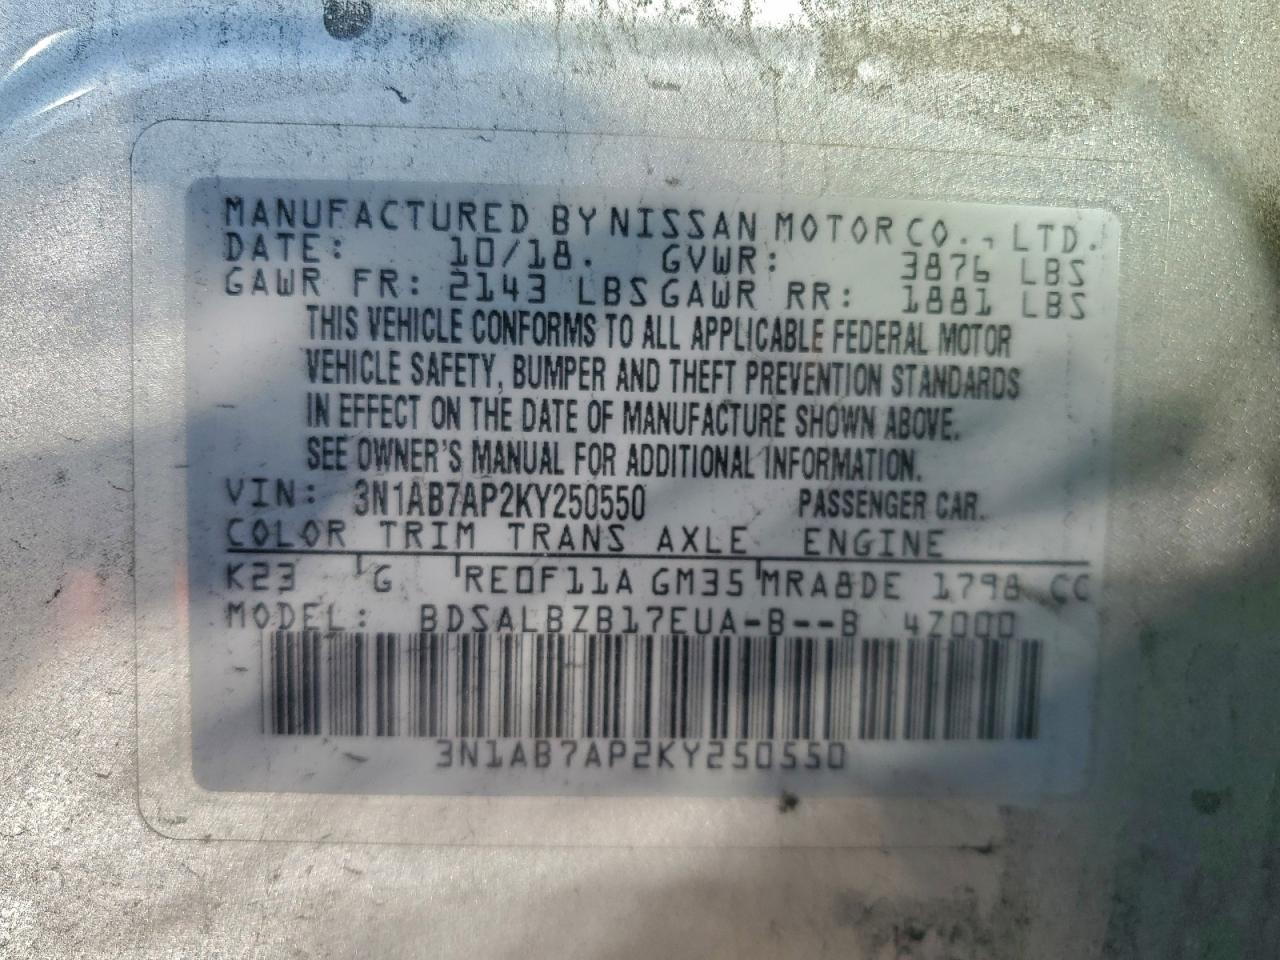 MANUFACTURED BY NISSAN MOTOR CO., LTD.
DATE: 10/18. GVWR: 3876 LBS
GAWR FR: 2143 LBS GAWR RR: 1881 LBS
THIS VEHICLE CONFORMS TO ALL APPLICABLE FEDERAL MOTOR
VEHICLE SAFETY, BUMPER AND THEFT PREVENTION STANDARDS
IN EFFECT ON THE DATE OF MANUFACTURE SHOWN ABOVE.
SEE OWNER'S MANUAL FOR ADDITIONAL INFORMATION.
VIN: 3N1AB7AP2KY250550 PASSENGER CAR.
COLOR TRIM TRANS AXLE ENGINE
K23 G RE0F11A GM35 MRA8DE 1798 CC
MODEL: BDSALBZB17EUA-B--B 4Z000
3N1AB7AP2KY250550